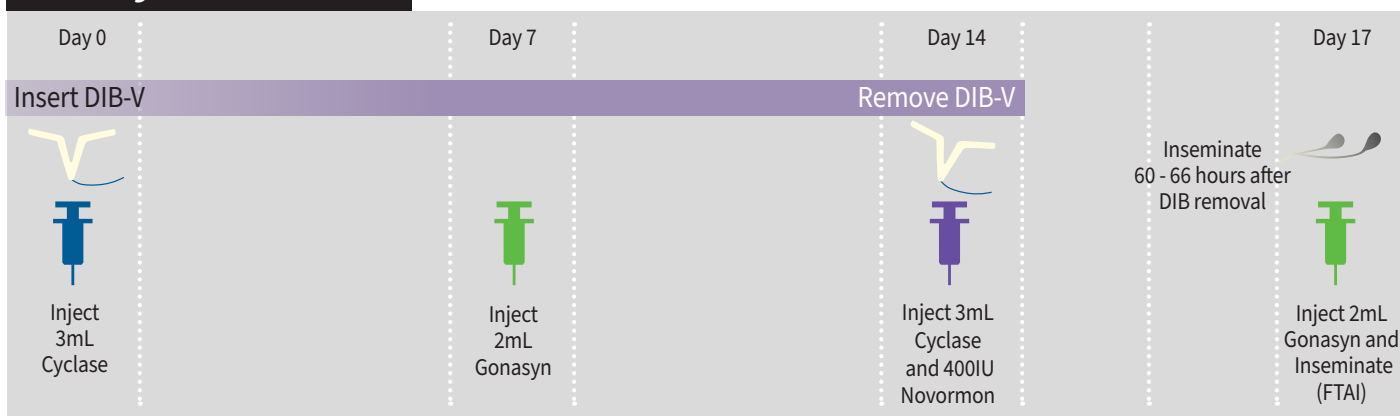 Day 0
Day 7
Day 14
Day 17
Insert DIB-V
Remove DIB-V
Inseminate
60 - 66 hours after
DIB removal
Inject
3mL
Cyclase
Inject
2mL
Gonasyn
Inject 3mL
Cyclase
and 400IU
Novormon
Inject 2mL
Gonasyn and
Inseminate
(FTAI)